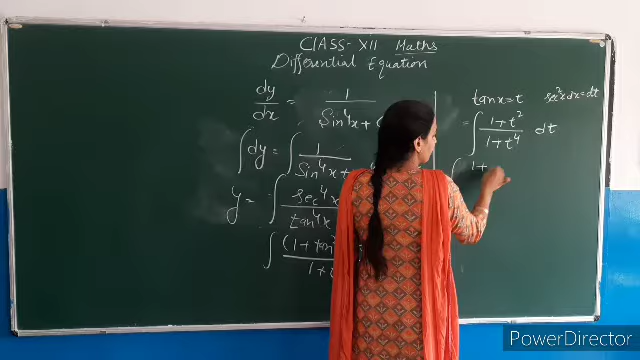 CLASS-XII Maths
Differential Equation
dy/dx = 1/(Sin⁴x +
∫dy = ∫ 1/(Sin⁴x +
y = ∫ sec⁴x/(tan⁴x
∫ (1 + tan²/(1 + t
tan x = t sec²x dx = dt
= ∫ (1 + t²)/(1 + t⁴) dt
∫ 1 +
PowerDirector